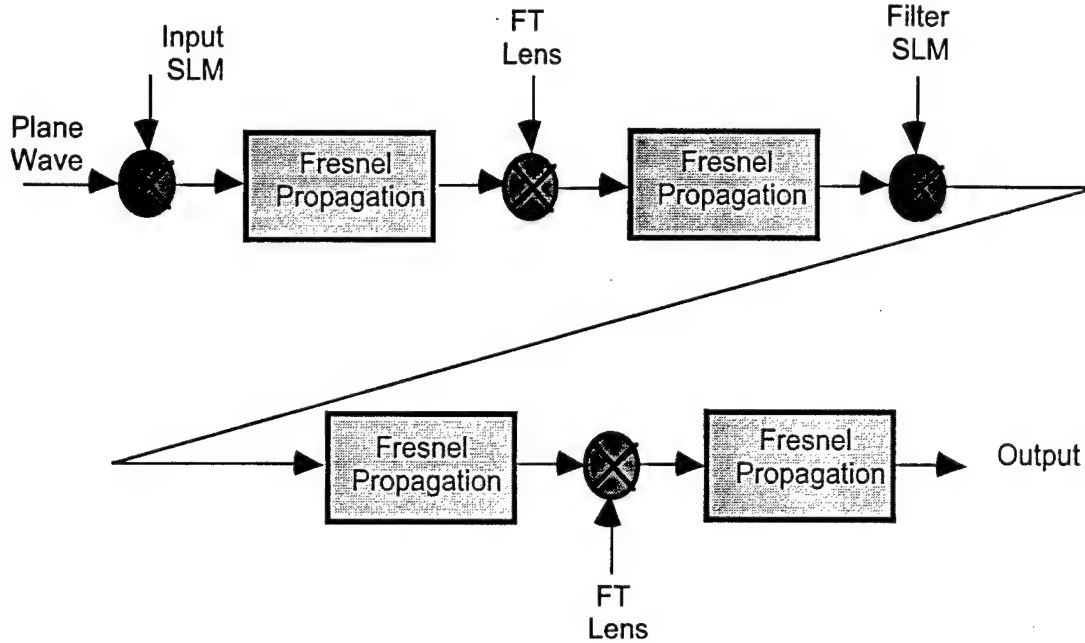 Input
SLM
FT
Lens
Filter
SLM
Plane
Wave
Fresnel
Propagation
Fresnel
Propagation
Fresnel
Propagation
Fresnel
Propagation
Output
FT
Lens